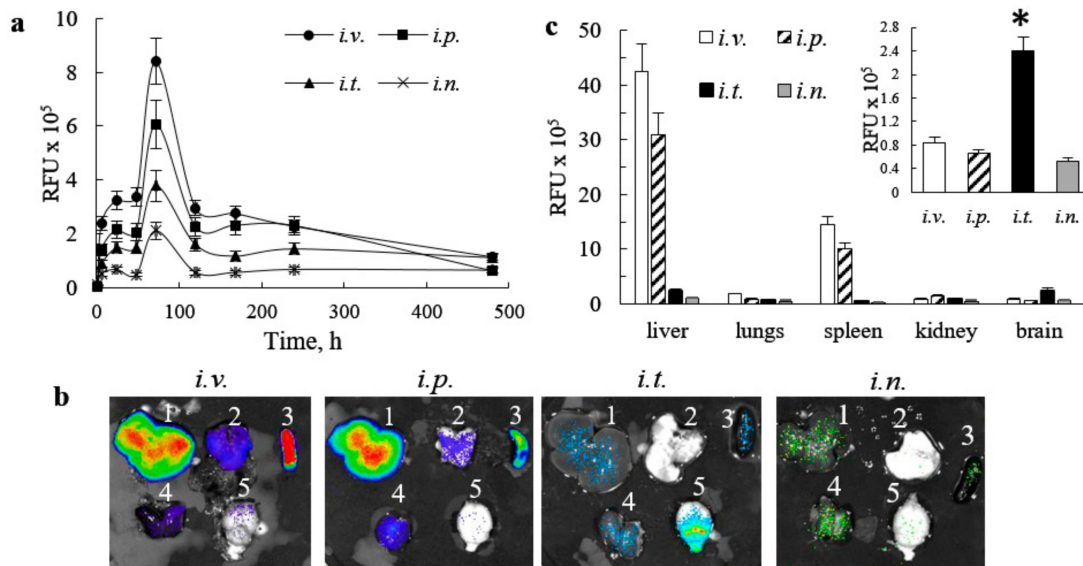 a
RFU x 10⁵
10
8
6
4
2
0
i.v. i.p.
i.t. i.n.
0 100 200 300 400 500
Time, h
c
RFU x 10⁵
50
40
30
20
10
0
i.v. i.p.
i.t. i.n.
liver lungs spleen kidney brain
RFU x 10⁵
2.8
2.4
1.8
1.2
0.8
0.4
0
*
i.v. i.p. i.t. i.n.
b
i.v. i.p. i.t. i.n.
1 2 3
4 5
1 2 3
4 5
1 2 3
4 5
1 2 3
4 5